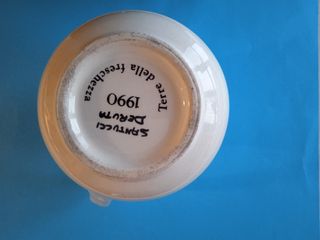 Terre della freschezza
1990
SANTUCCI
DERUTA